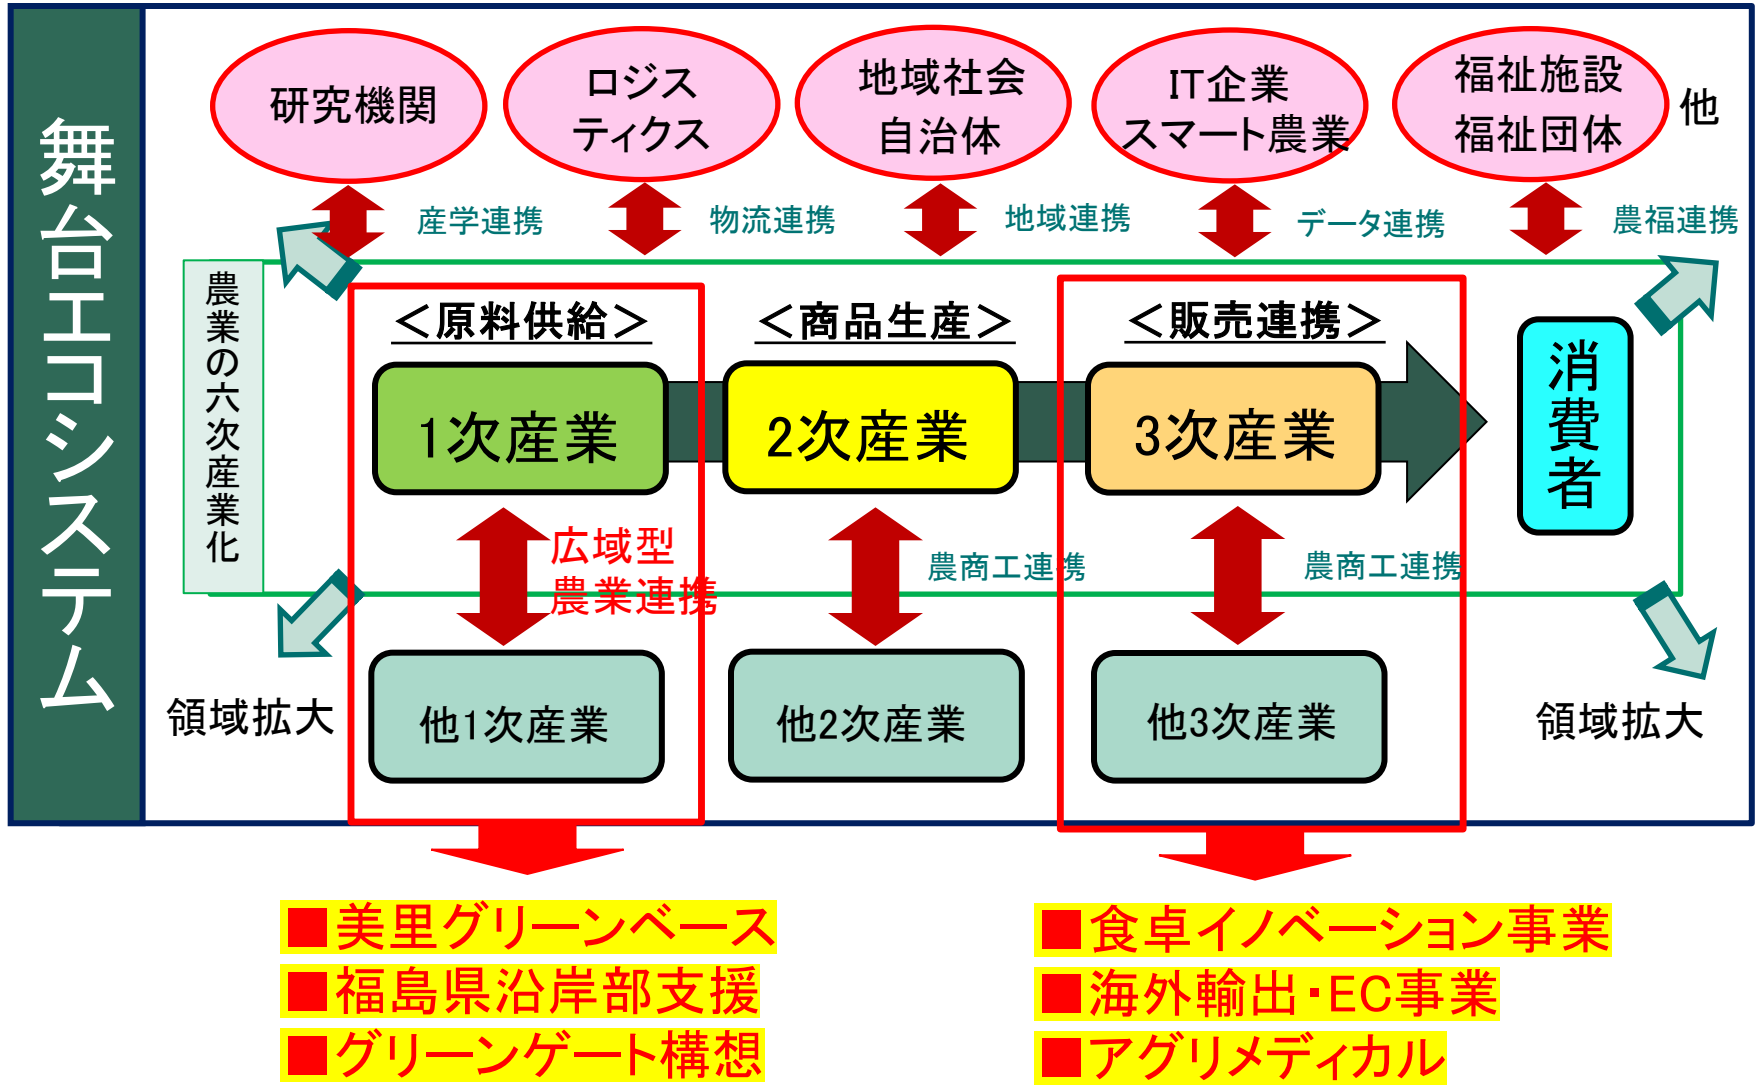 舞台エコシステム
研究機関
ロジス
ティクス
地域社会
自治体
IT企業
スマート農業
福祉施設
福祉団体
他
産学連携
物流連携
地域連携
データ連携
農福連携
農業の六次産業化
＜原料供給＞
＜商品生産＞
＜販売連携＞
1次産業
2次産業
3次産業
消費者
広域型
農業連携
農商工連携
農商工連携
領域拡大
他1次産業
他2次産業
他3次産業
領域拡大
■美里グリーンベース
■福島県沿岸部支援
■グリーンゲート構想
■食卓イノベーション事業
■海外輸出・EC事業
■アグリメディカル